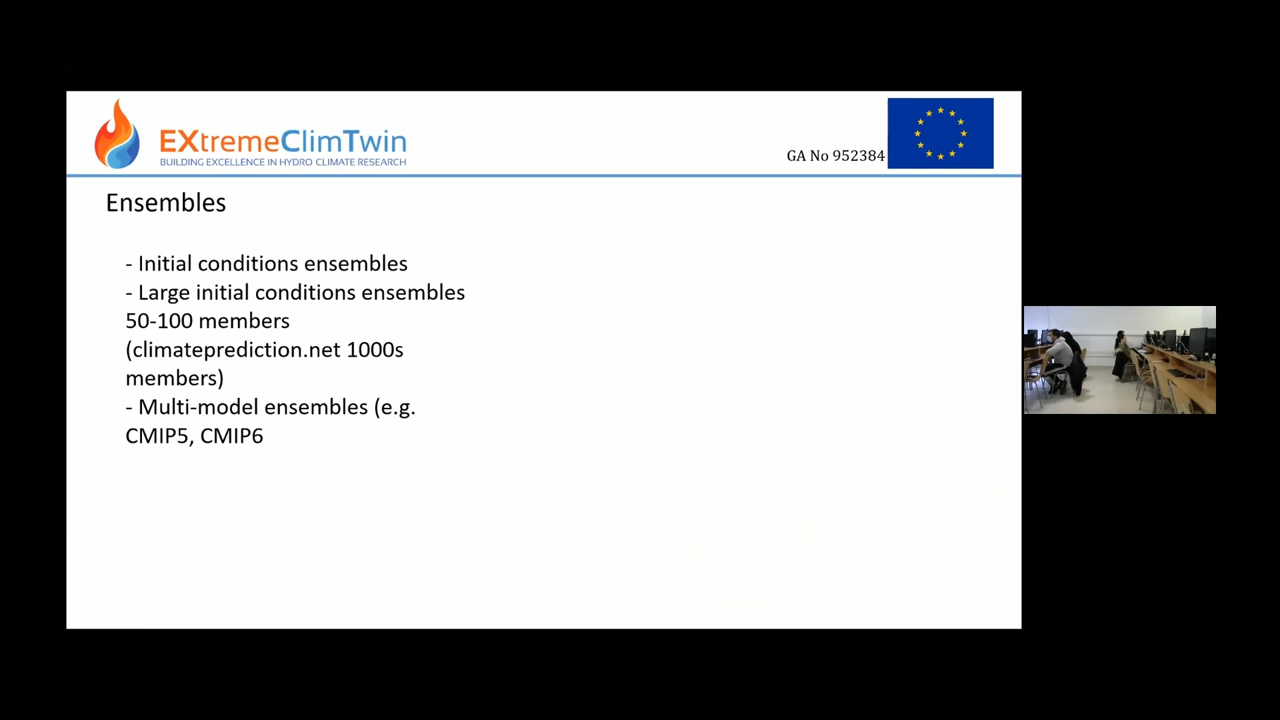 EXtremeClimTwin
BUILDING EXCELLENCE IN HYDRO CLIMATE RESEARCH
GA No 952384
Ensembles
- Initial conditions ensembles
- Large initial conditions ensembles
50-100 members
(climateprediction.net 1000s
members)
- Multi-model ensembles (e.g.
CMIP5, CMIP6